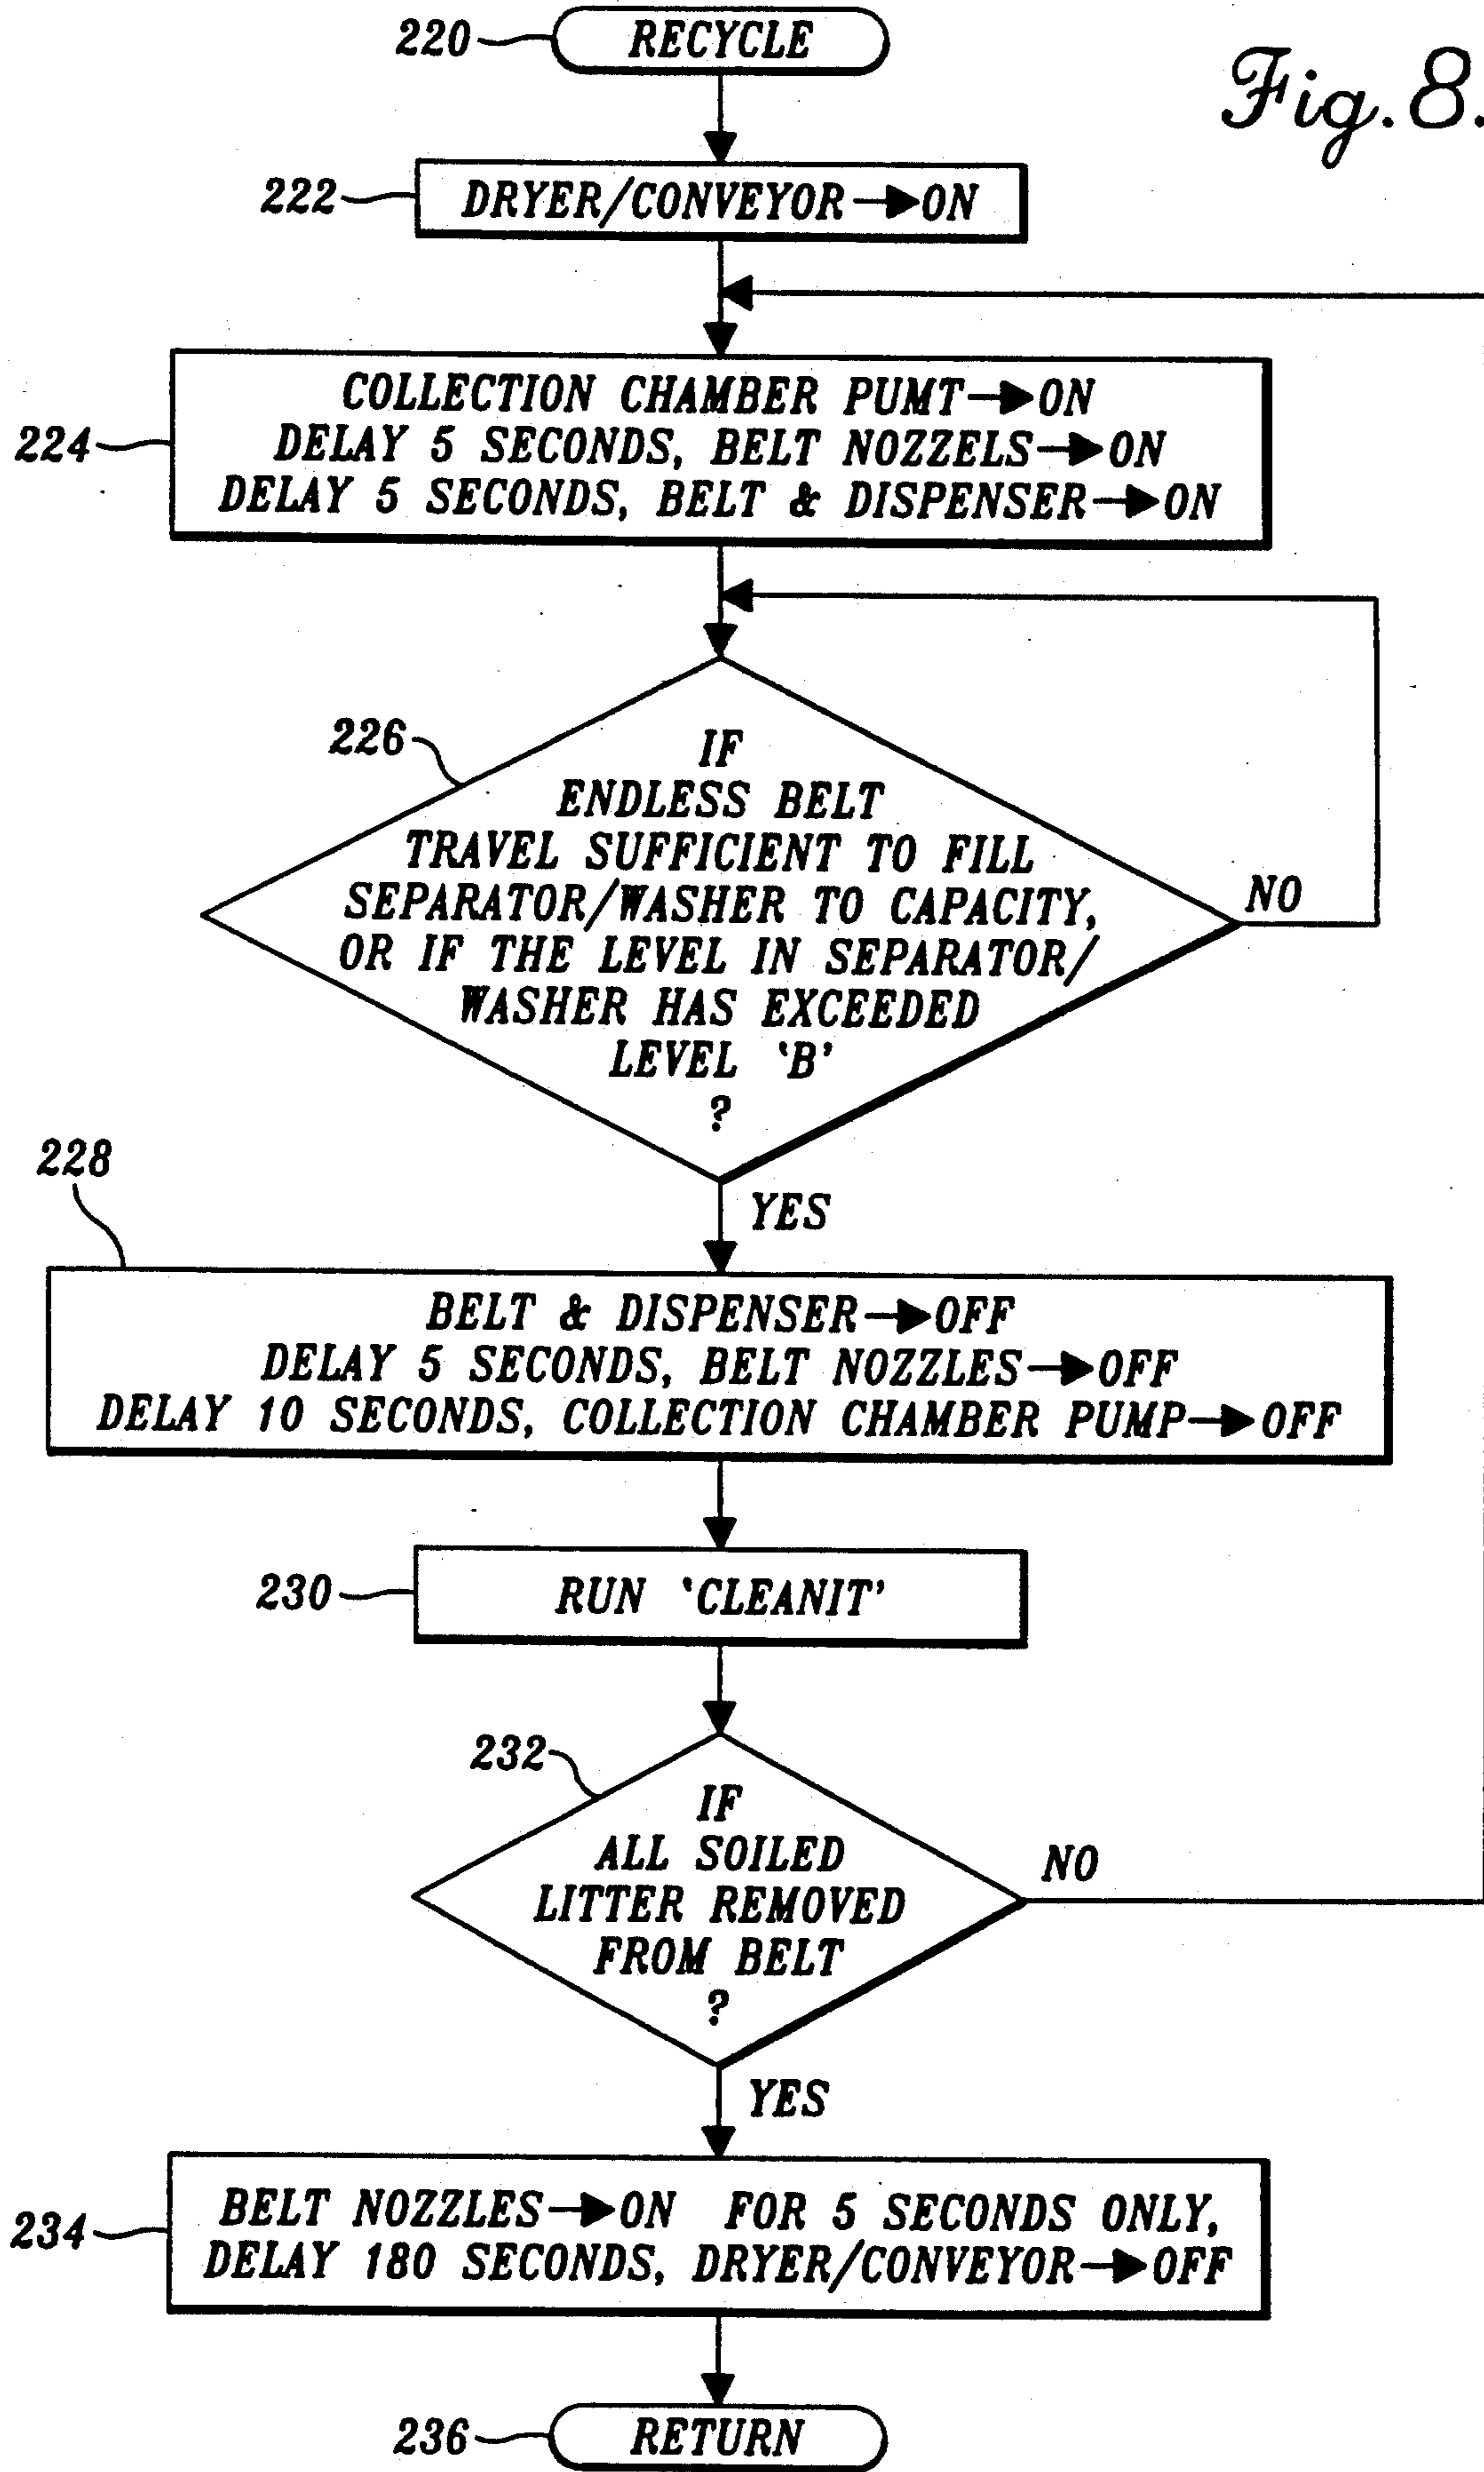 220 RECYCLE
Fig. 8.
222 DRYER/CONVEYOR→ON
COLLECTION CHAMBER PUMT→ON
224 DELAY 5 SECONDS, BELT NOZZELS→ON
DELAY 5 SECONDS, BELT & DISPENSER→ON
226
IF
ENDLESS BELT
TRAVEL SUFFICIENT TO FILL
SEPARATOR/WASHER TO CAPACITY,
OR IF THE LEVEL IN SEPARATOR/
WASHER HAS EXCEEDED
LEVEL 'B'
?
NO
YES
228
BELT & DISPENSER→OFF
DELAY 5 SECONDS, BELT NOZZLES→OFF
DELAY 10 SECONDS, COLLECTION CHAMBER PUMP→OFF
230 RUN 'CLEANIT'
232
IF
ALL SOILED
LITTER REMOVED
FROM BELT
?
NO
YES
234
BELT NOZZLES→ON FOR 5 SECONDS ONLY,
DELAY 180 SECONDS, DRYER/CONVEYOR→OFF
236 RETURN